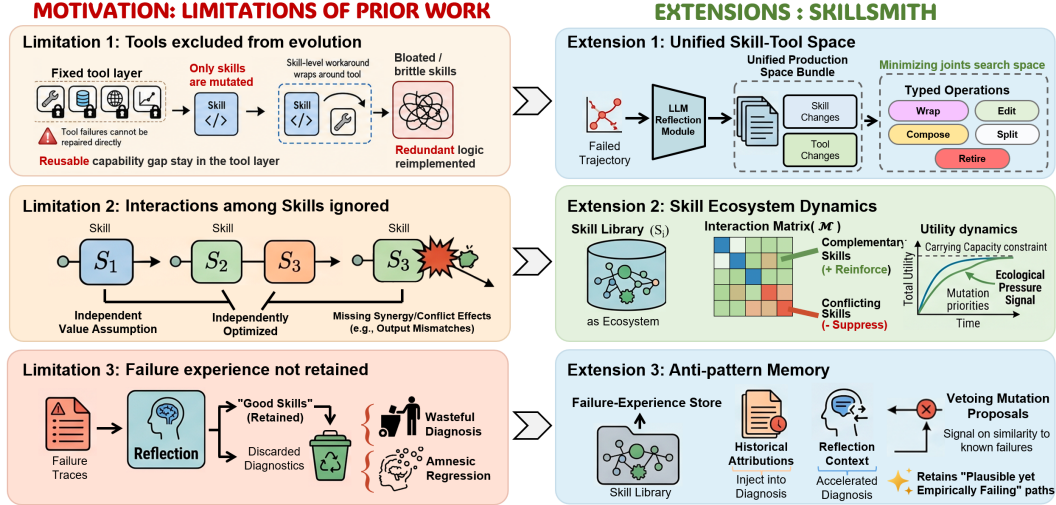 MOTIVATION: LIMITATIONS OF PRIOR WORK
Limitation 1: Tools excluded from evolution
Fixed tool layer
Tool failures cannot be
repaired directly
Only skills
are mutated
Skill
</>
Skill-level workaround
wraps around tool
Skill
</>
Bloated /
brittle skills
Redundant logic
reimplemented
Reusable capability gap stay in the tool layer
Limitation 2: Interactions among Skills ignored
Skill
S1
Skill
S2
S3
Skill
S3
Independent
Value Assumption
Independently
Optimized
Missing Synergy/Conflict Effects
(e.g., Output Mismatches)
Limitation 3: Failure experience not retained
Failure
Traces
Reflection
"Good Skills"
(Retained)
Discarded
Diagnostics
Wasteful
Diagnosis
Amnesic
Regression
EXTENSIONS : SKILLSMITH
Extension 1: Unified Skill-Tool Space
Failed
Trajectory
LLM
Reflection
Module
Unified Production
Space Bundle
Skill
Changes
Tool
Changes
Minimizing joints search space
Typed Operations
Wrap
Edit
Compose
Split
Retire
Extension 2: Skill Ecosystem Dynamics
Skill Library (Si)
as Ecosystem
Interaction Matrix( M )
Complementary
Skills
(+ Reinforce)
Conflicting
Skills
(- Suppress)
Utility dynamics
Carrying Capacity constraint
Total Utility
Ecological
Pressure
Signal
Mutation
priorities
Time
Extension 3: Anti-pattern Memory
Failure-Experience Store
Skill Library
Historical
Attributions
Inject into
Diagnosis
Reflection
Context
Accelerated
Diagnosis
Vetoing Mutation
Proposals
Signal on similarity to
known failures
Retains "Plausible yet
Empirically Failing" paths